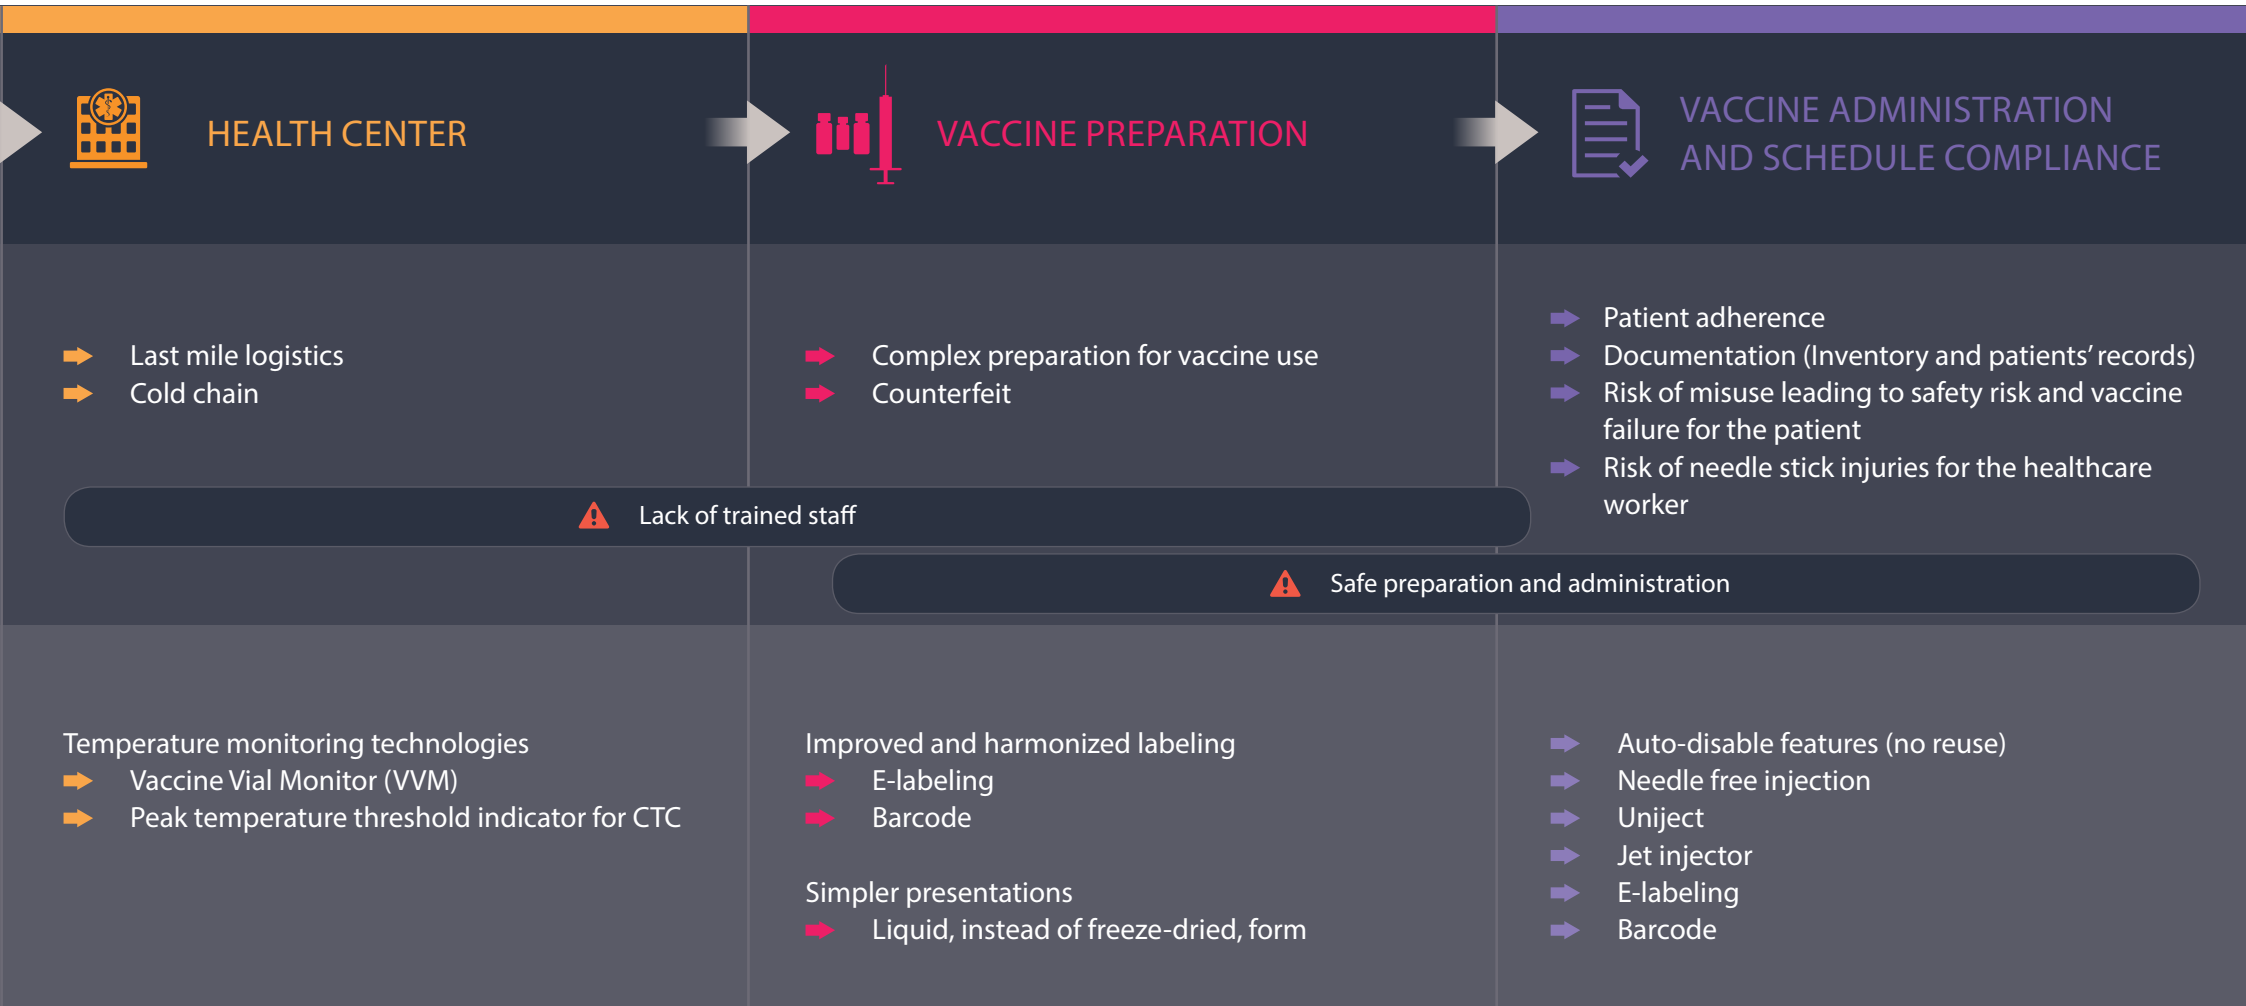 HEALTH CENTER
VACCINE PREPARATION
VACCINE ADMINISTRATION
AND SCHEDULE COMPLIANCE
Last mile logistics
Cold chain
Complex preparation for vaccine use
Counterfeit
Patient adherence
Documentation (Inventory and patients’ records)
Risk of misuse leading to safety risk and vaccine
failure for the patient
Risk of needle stick injuries for the healthcare
worker
Lack of trained staff
Safe preparation and administration
Temperature monitoring technologies
Vaccine Vial Monitor (VVM)
Peak temperature threshold indicator for CTC
Improved and harmonized labeling
E-labeling
Barcode
Simpler presentations
Liquid, instead of freeze-dried, form
Auto-disable features (no reuse)
Needle free injection
Uniject
Jet injector
E-labeling
Barcode